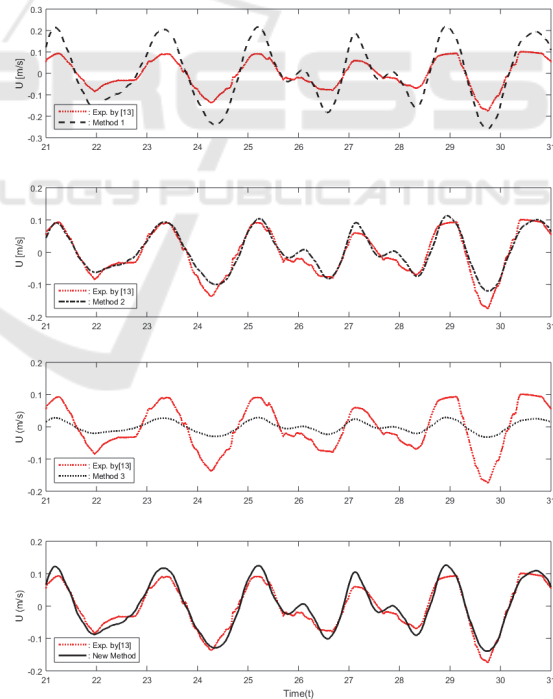 0.3
0.2
0.1
0
-0.1
-0.2
-0.3
U [m/s]
: Exp. by [13]
: Method 1
21 22 23 24 25 26 27 28 29 30 31
LOGY PUBLICATIONS
0.2
0.1
0
-0.1
-0.2
U [m/s]
: Exp. by [13]
: Method 2
21 22 23 24 25 26 27 28 29 30 31
0.2
0.1
0
-0.1
-0.2
U (m/s)
: Exp. by[13]
: Method 3
21 22 23 24 25 26 27 28 29 30 31
0.2
0.1
0
-0.1
-0.2
U (m/s)
: Exp. by[13]
: New Method
21 22 23 24 25 26 27 28 29 30 31
Time(t)